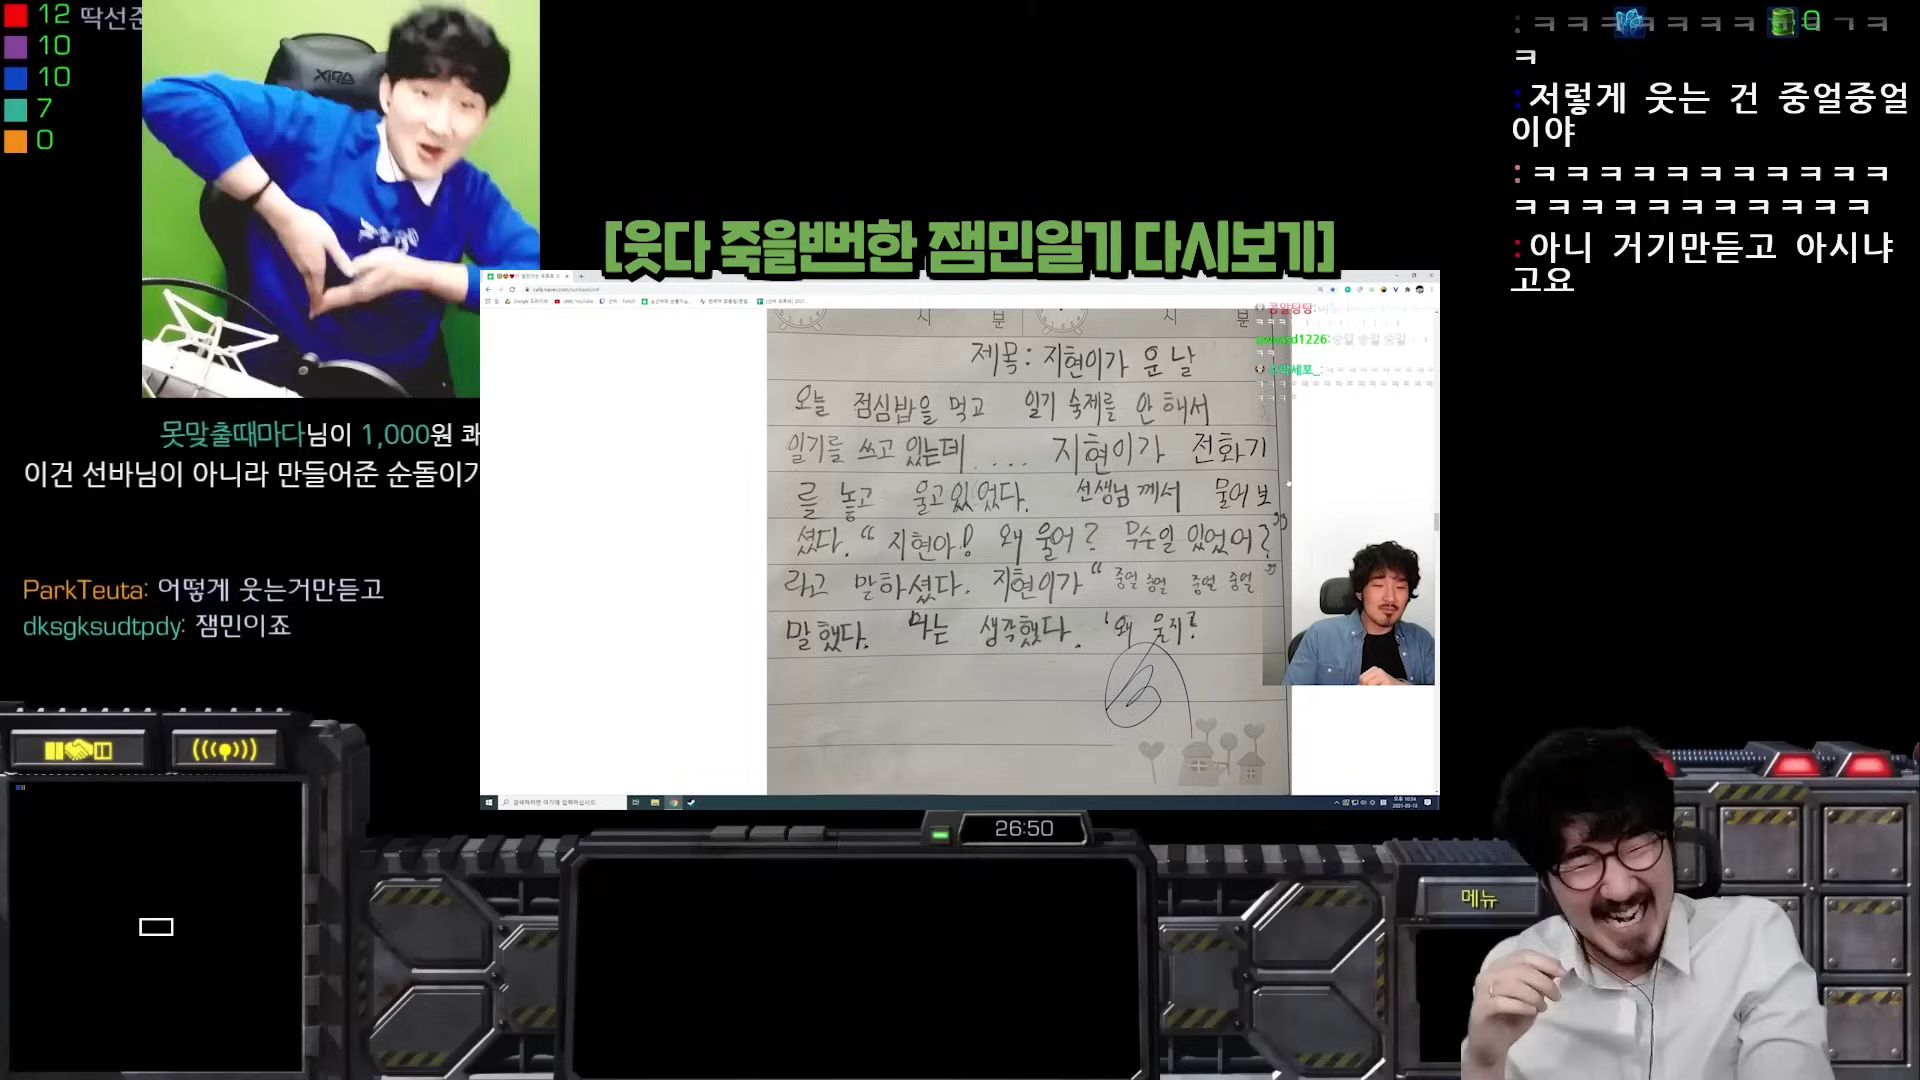 12 딱선준
10
10
7
0
0
ㅋ
:저렇게 웃는 건 중얼중얼
이야
:ㅋㅋㅋㅋㅋㅋㅋㅋㅋㅋㅋ
ㅋㅋㅋㅋㅋㅋㅋㅋㅋㅋㅋ
:아니 거기만듣고 아시냐
고요
[웃다 죽을뻔한 잼민일기 다시보기]
시 분 시 분
제목: 지현이가 운 날
오늘 점심밥을 먹고 일기 숙제를 안해서
일기를 쓰고 있는데.... 지현이가 전화기
를 놓고 울고있었다. 선생님께서 물어보
셨다. “지현아! 왜 울어? 무슨일 있었어?”
라고 말하셨다. 지현이가 “중얼 중얼 중얼 중얼”
말했다. 나는 생각했다. ‘왜 울지?
콩알탕탕:
못맞출때마다님이 1,000원 콰
이건 선바님이 아니라 만들어준 순돌이가
ParkTeuta: 어떻게 웃는거만듣고
dksgksudtpdy: 잼민이죠
26:50
메뉴